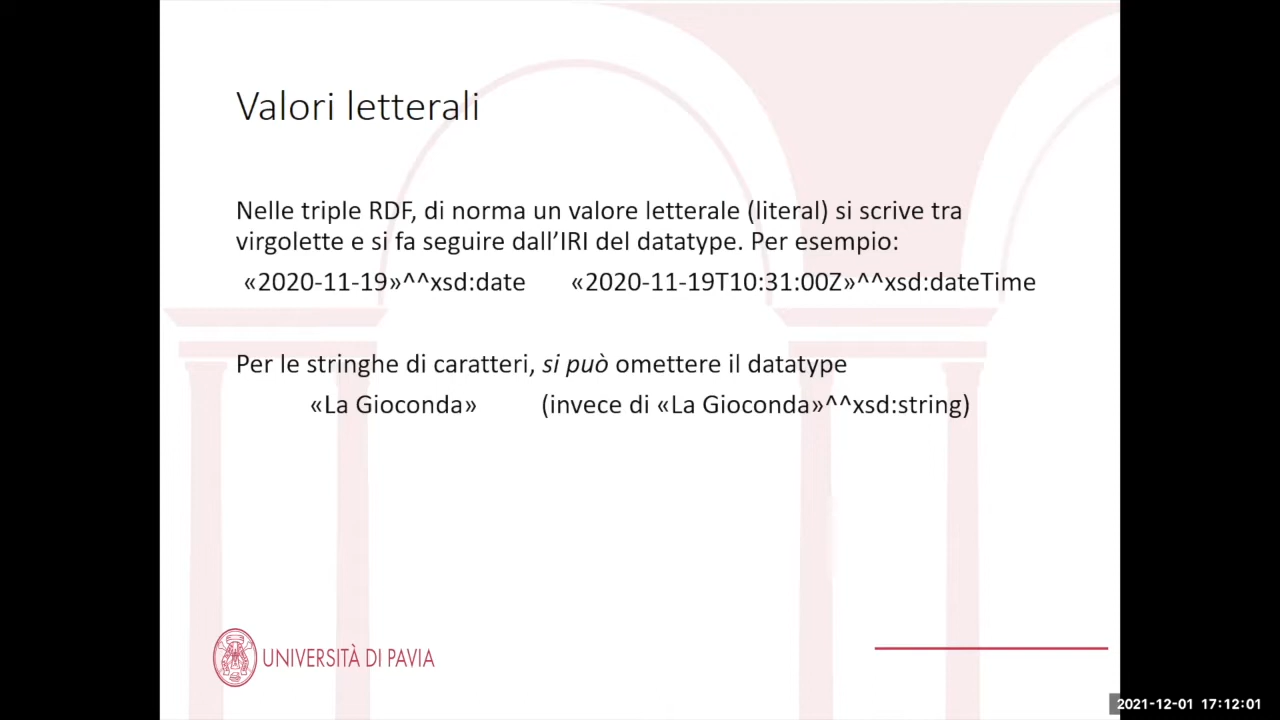 Valori letterali
Nelle triple RDF, di norma un valore letterale (literal) si scrive tra
virgolette e si fa seguire dall’IRI del datatype. Per esempio:
«2020-11-19»^^xsd:date «2020-11-19T10:31:00Z»^^xsd:dateTime
Per le stringhe di caratteri, si può omettere il datatype
«La Gioconda» (invece di «La Gioconda»^^xsd:string)
UNIVERSITÀ DI PAVIA
2021-12-01 17:12:01